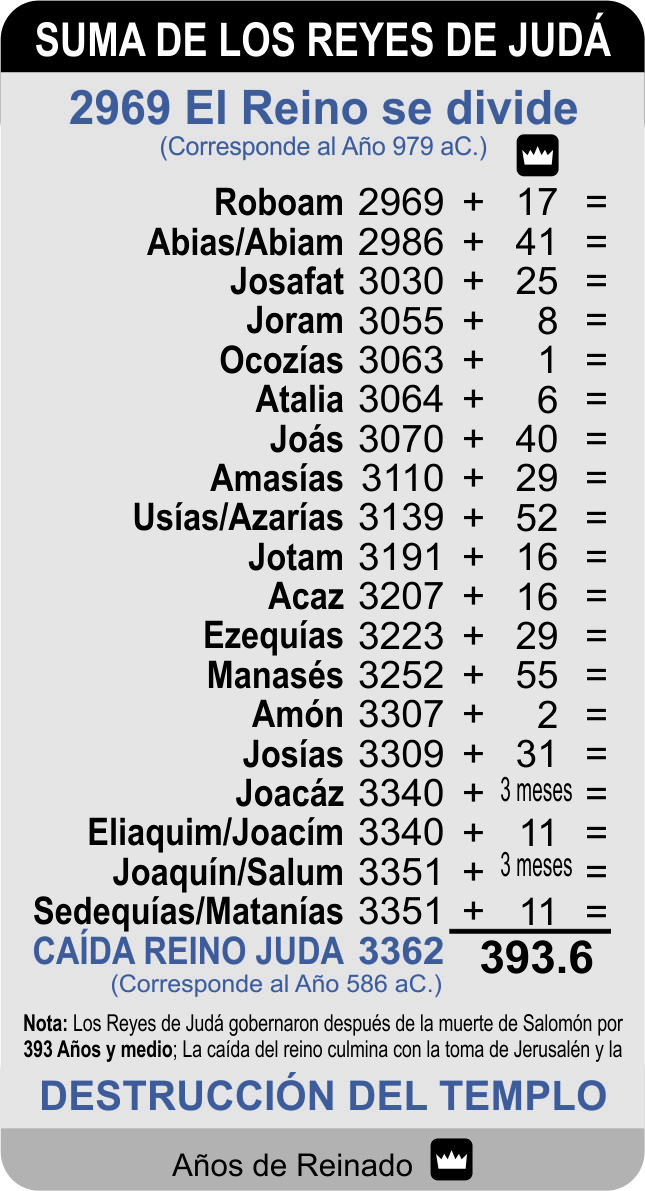 SUMA DE LOS REYES DE JUDÁ
2969 El Reino se divide
(Corresponde al Año 979 aC.)
Roboam 2969 + 17 =
Abias/Abiam 2986 + 41 =
Josafat 3030 + 25 =
Joram 3055 + 8 =
Ocozías 3063 + 1 =
Atalia 3064 + 6 =
Joás 3070 + 40 =
Amasías 3110 + 29 =
Usías/Azarías 3139 + 52 =
Jotam 3191 + 16 =
Acaz 3207 + 16 =
Ezequías 3223 + 29 =
Manasés 3252 + 55 =
Amón 3307 + 2 =
Josías 3309 + 31 =
Joacáz 3340 + 3 meses =
Eliaquim/Joacím 3340 + 11 =
Joaquín/Salum 3351 + 3 meses =
Sedequías/Matanías 3351 + 11 =
CAÍDA REINO JUDA 3362 393.6
(Corresponde al Año 586 aC.)
Nota: Los Reyes de Judá gobernaron después de la muerte de Salomón por
393 Años y medio; La caída del reino culmina con la toma de Jerusalén y la
DESTRUCCIÓN DEL TEMPLO
Años de Reinado